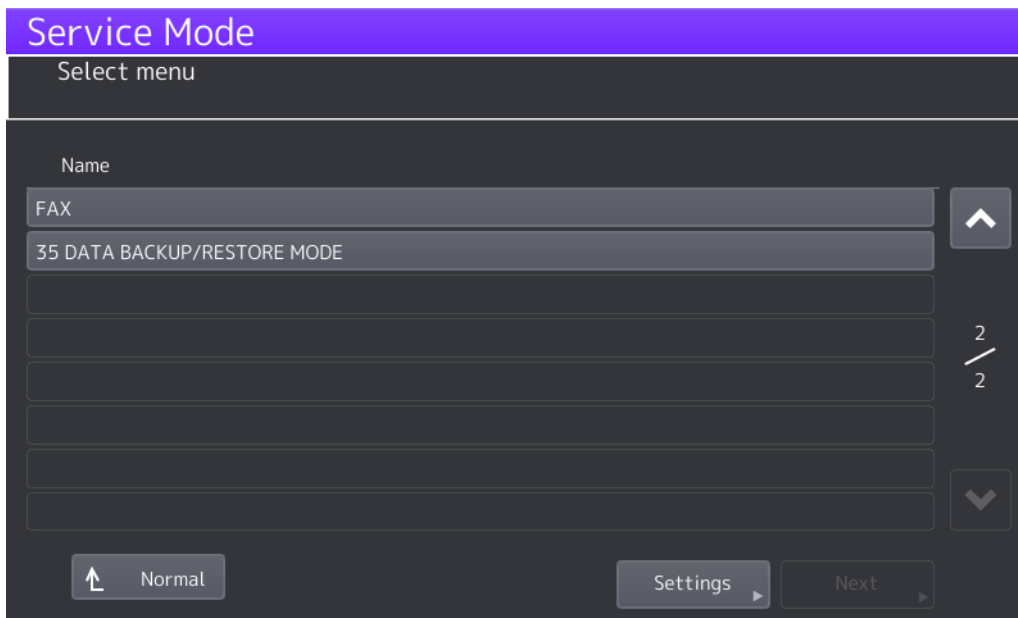 Service Mode
Select menu
Name
FAX
35 DATA BACKUP/RESTORE MODE
2
2
Normal
Settings
Next